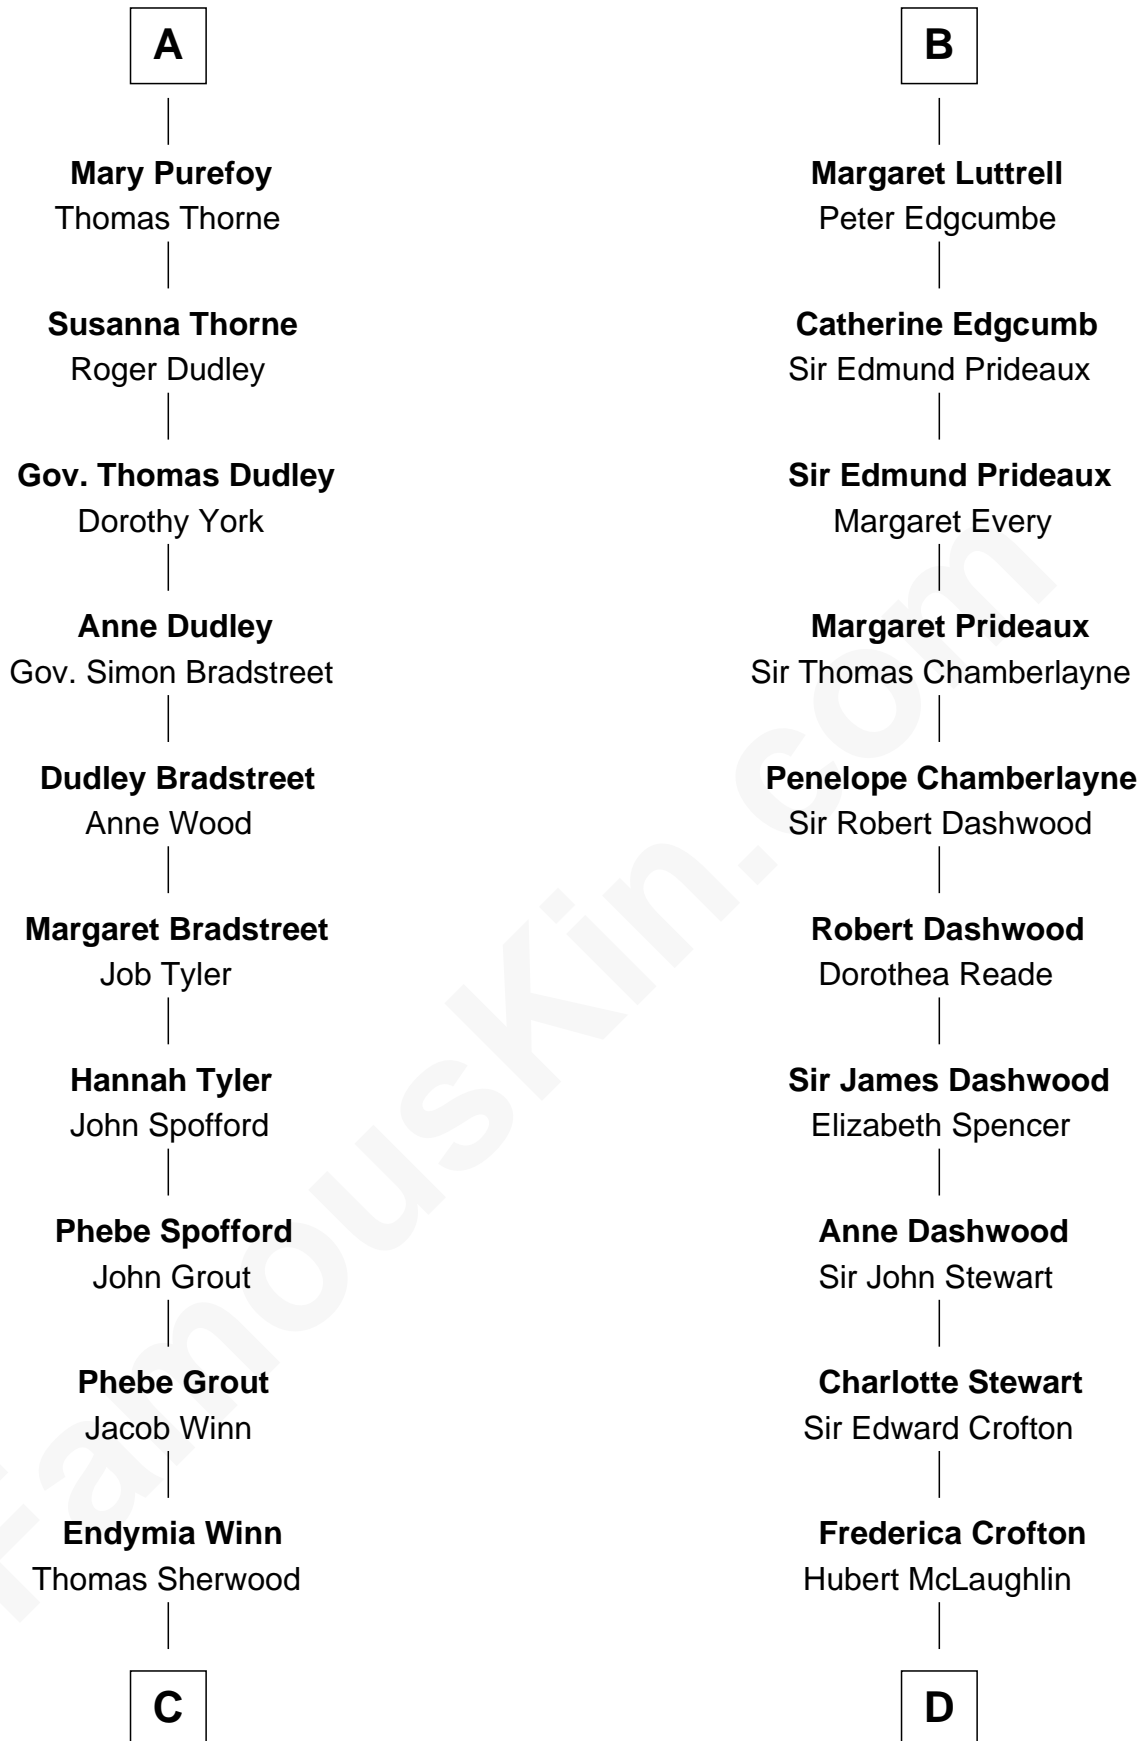 A
Mary Purefoy
Thomas Thorne
Susanna Thorne
Roger Dudley
Gov. Thomas Dudley
Dorothy York
Anne Dudley
Gov. Simon Bradstreet
Dudley Bradstreet
Anne Wood
Margaret Bradstreet
Job Tyler
Hannah Tyler
John Spofford
Phebe Spofford
John Grout
Phebe Grout
Jacob Winn
Endymia Winn
Thomas Sherwood
C
B
Margaret Luttrell
Peter Edgcumbe
Catherine Edgcumb
Sir Edmund Prideaux
Sir Edmund Prideaux
Margaret Every
Margaret Prideaux
Sir Thomas Chamberlayne
Penelope Chamberlayne
Sir Robert Dashwood
Robert Dashwood
Dorothea Reade
Sir James Dashwood
Elizabeth Spencer
Anne Dashwood
Sir John Stewart
Charlotte Stewart
Sir Edward Crofton
Frederica Crofton
Hubert McLaughlin
D
FamousKin.com